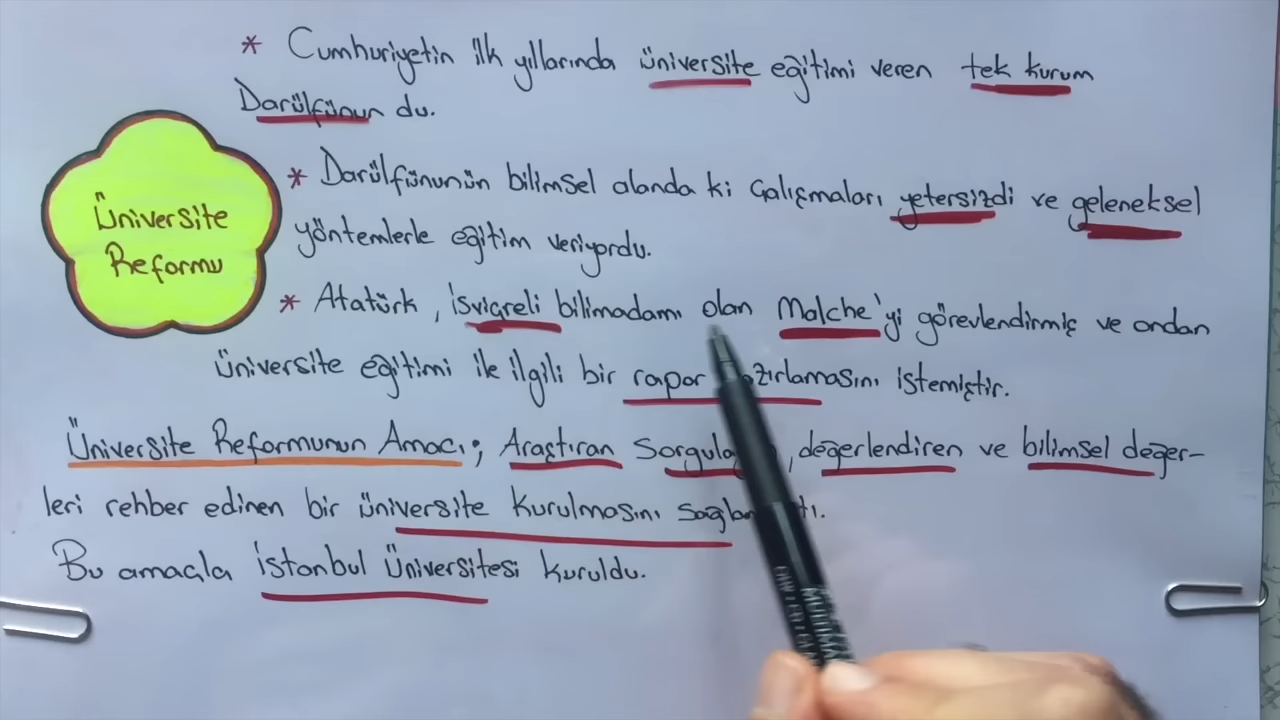 * Cumhuriyetin ilk yıllarında üniversite eğitimi veren tek kurum
Darülfünun du.
* Darülfünunün bilimsel alanda ki çalışmaları yetersizdi ve geleneksel
yöntemlerle eğitim veriyordu.
Üniversite
Reformu
* Atatürk, İsviçreli bilimadamı olan Malche'yi görevlendirmiş ve ondan
üniversite eğitimi ile ilgili bir rapor istemiştir.
Üniversite Reformunun Amacı; Araştıran, değerlendiren ve bilimsel değer-
leri rehber edinen bir üniversite kurulmasını
Bu amaçla İstanbul Üniversitesi kuruldu.